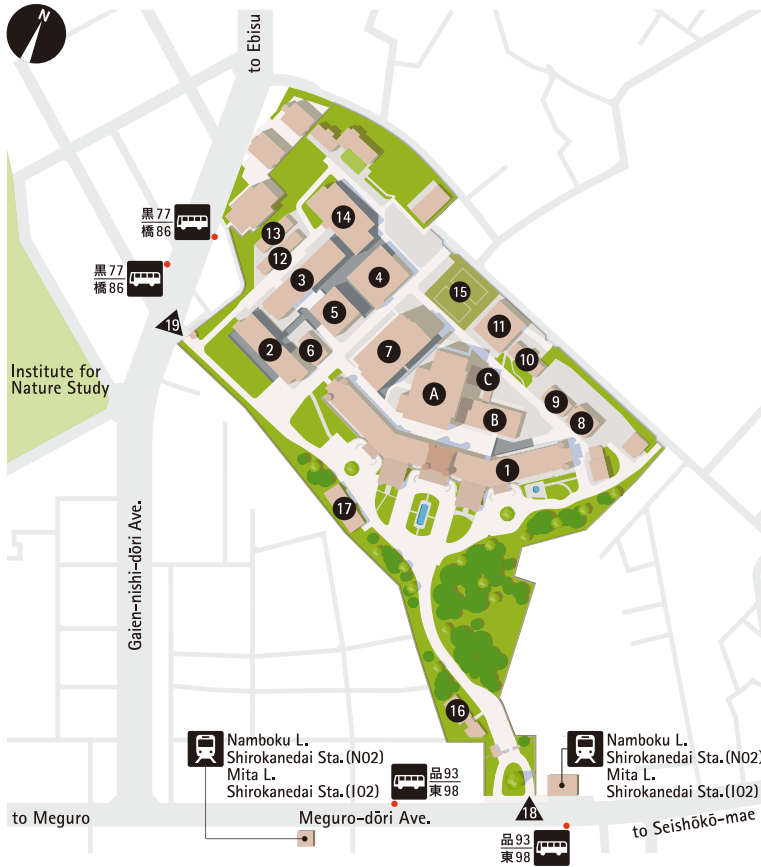 N
to Ebisu
黒77
橋86
黒77
橋86
14
13
12
3
4
15
5
11
19
2
6
7
10
Institute for
Nature Study
A
C
9
B
8
1
17
Gaien-nishi-dōri Ave.
16
Namboku L.
Shirokanedai Sta.(N02)
Mita L.
Shirokanedai Sta.(I02)
品93
東98
Namboku L.
Shirokanedai Sta.(N02)
Mita L.
Shirokanedai Sta.(I02)
to Meguro
Meguro-dōri Ave.
18
to Seishōkō-mae
品93
東98